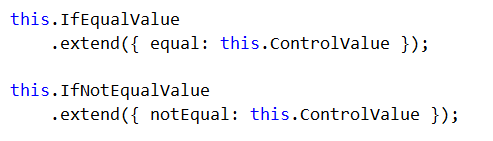 this.IfEqualValue
    .extend({ equal: this.ControlValue });

this.IfNotEqualValue
    .extend({ notEqual: this.ControlValue });